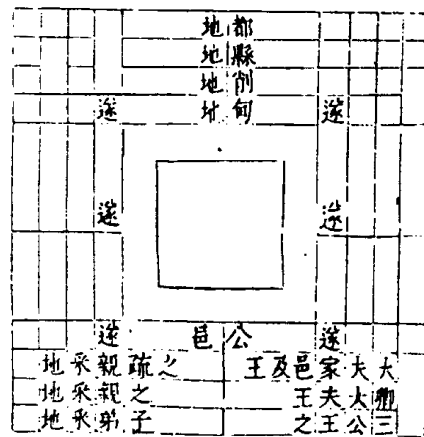 都地
縣地
削地
甸地
遂
遂
遂
遂
公邑
遂
遂
大夫家邑及王之疏親采地
卿大夫王之親采地
三公王之子弟采地